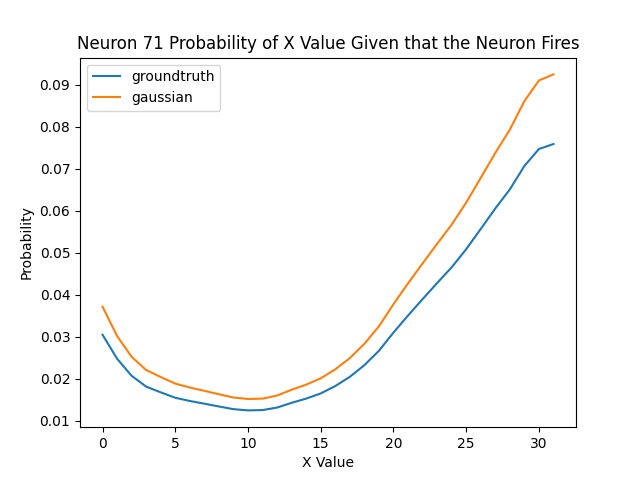 Neuron 71 Probability of X Value Given that the Neuron Fires
groundtruth
gaussian
0.09
0.08
0.07
0.06
0.05
0.04
0.03
0.02
0.01
Probability
0 5 10 15 20 25 30
X Value